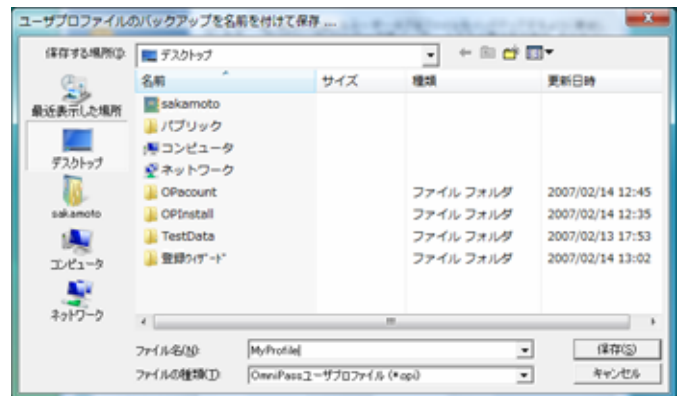 ユーザプロファイルのバックアップを名前を付けて保存 ....
保存する場所(I):
デスクトップ
名前 サイズ 種類 更新日時
最近表示した場所
デスクトップ
sakamoto
コンピュータ
ネットワーク
sakamoto
パブリック
コンピュータ
ネットワーク
OPacount ファイル フォルダ 2007/02/14 12:45
OPInstall ファイル フォルダ 2007/02/14 12:35
TestData ファイル フォルダ 2007/02/13 17:53
登録ウィザード ファイル フォルダ 2007/02/14 13:02
ファイル名(N): MyProfile 保存(S)
ファイルの種類(T): OmniPassユーザプロファイル (*.opi) キャンセル